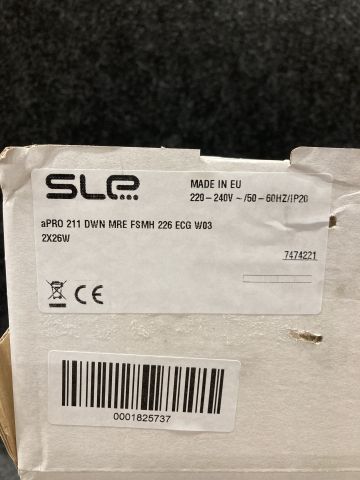 SLE...
MADE IN EU
220-240V ~ /50-60HZ/IP20
aPRO 211 DWN MRE FSMH 226 ECG W03
2X26W
7474221
CE
0001825737